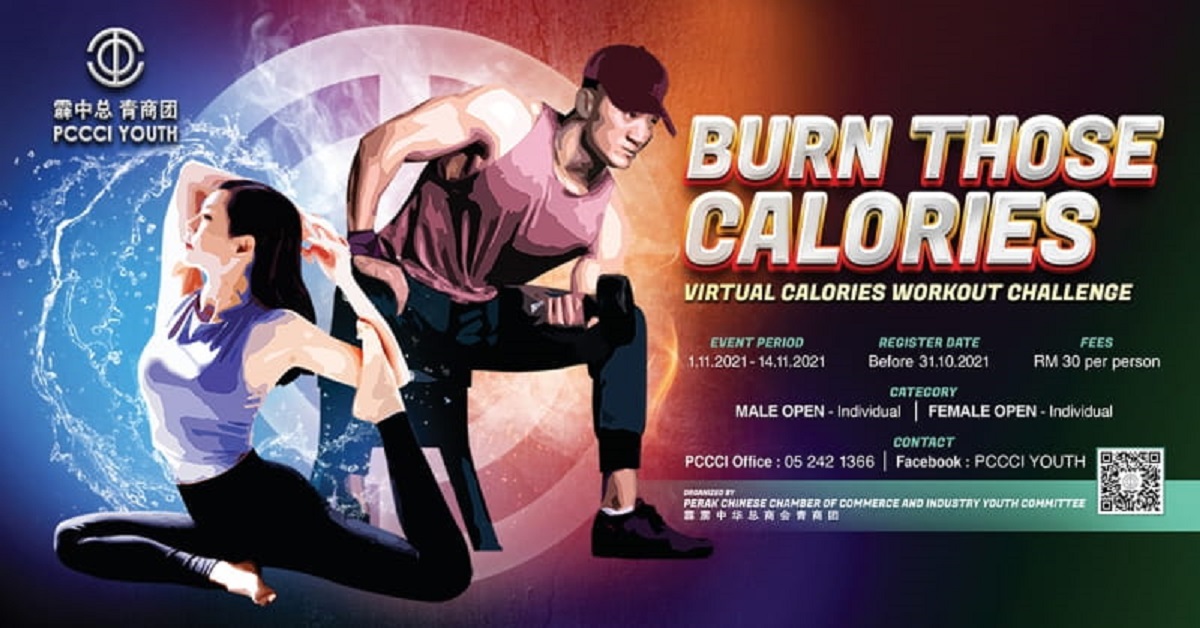 霹中总 青商团
PCCCI YOUTH
BURN THOSE
CALORIES
VIRTUAL CALORIES WORKOUT CHALLENGE
EVENT PERIOD
1.11.2021 - 14.11.2021
REGISTER DATE
Before 31.10.2021
FEES
RM 30 per person
CATEGORY
MALE OPEN - Individual | FEMALE OPEN - Individual
CONTACT
PCCCI Office : 05 242 1366 | Facebook : PCCCI YOUTH
ORGANIZED BY
PERAK CHINESE CHAMBER OF COMMERCE AND INDUSTRY YOUTH COMMITTEE
霹雳中华总商会青商团